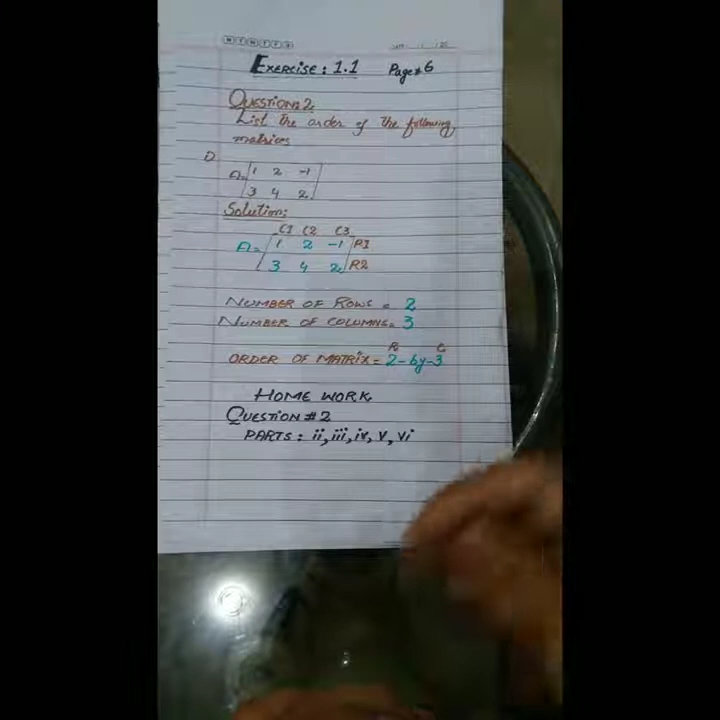 EXERCISE: 1.1 Page#6
QUESTION:2
List the order of the following
matrices
A= 1 2 -1
3 4 2
Solution:
C1 C2 C3
A= 1 2 -1 R1
3 4 2 R2
NUMBER OF ROWS = 2
NUMBER OF COLUMNS= 3
R C
ORDER OF MATRIX = 2-by-3
HOME WORK
QUESTION #2
PARTS: ii, iii, iv, v, vi